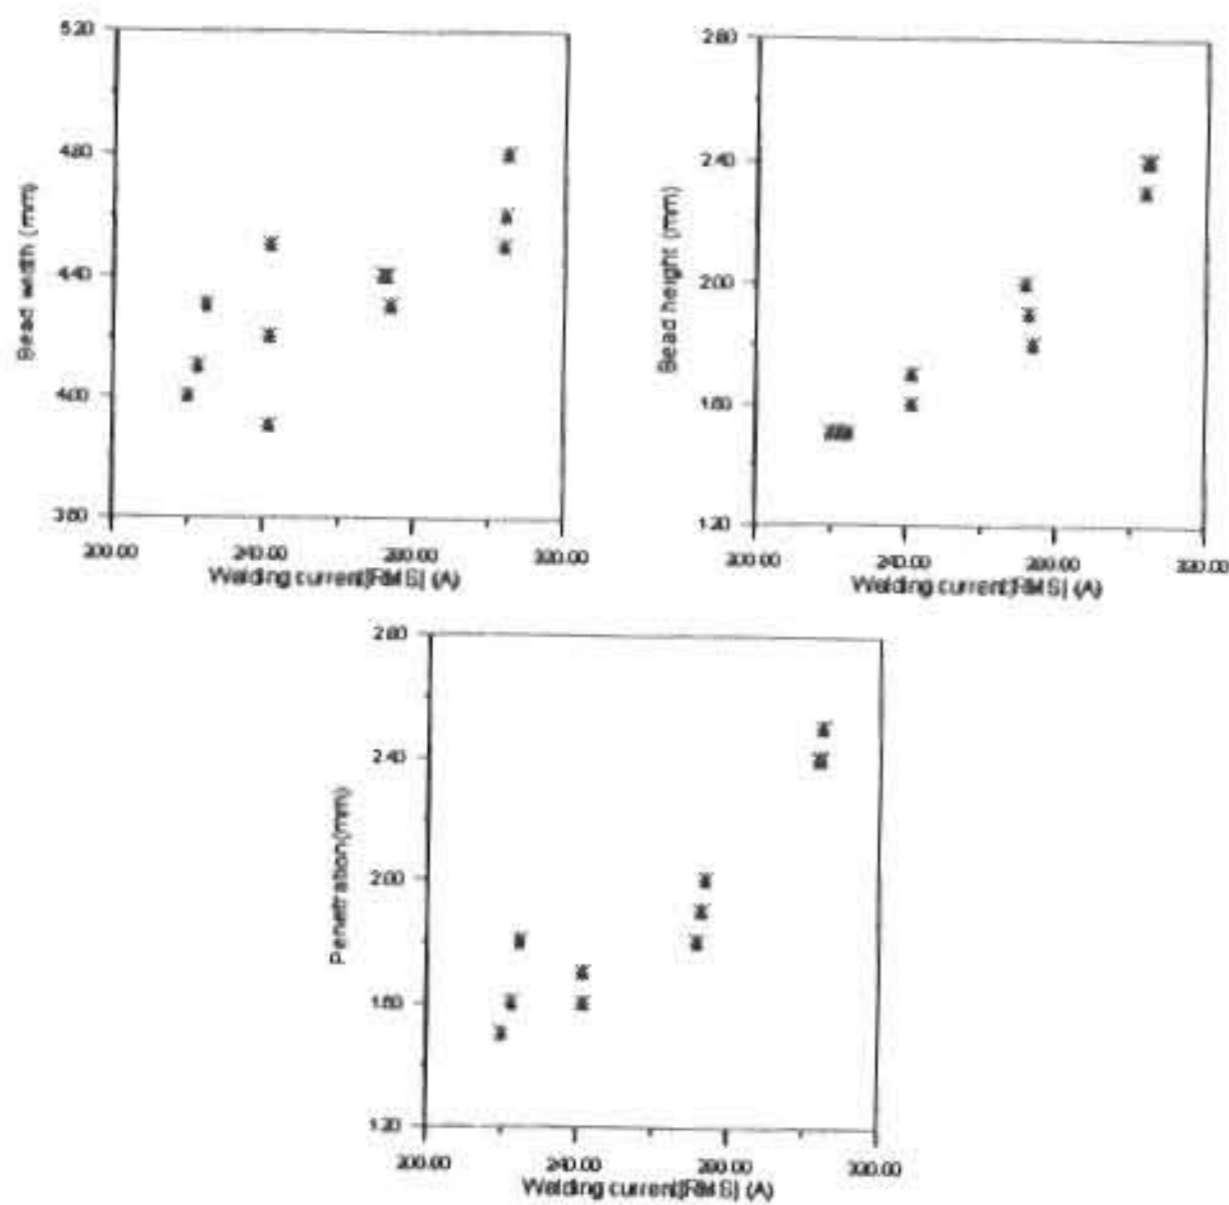 5.20
4.80
4.40
4.00
3.60
Bead width (mm)
200.00 240.00 280.00 320.00
Welding current(RMS) (A)
2.80
2.40
2.00
1.60
1.20
Bead height (mm)
200.00 240.00 280.00 320.00
Welding current(RMS) (A)
2.80
2.40
2.00
1.60
1.20
Penetration(mm)
200.00 240.00 280.00 320.00
Welding current(RMS) (A)